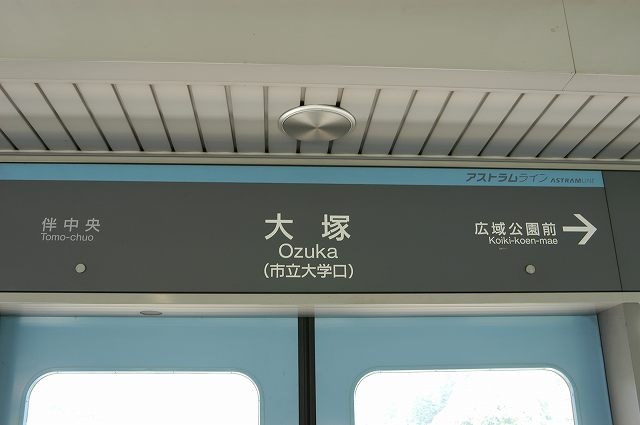 アストラムライン ASTRAMLINE
伴中央
Tomo-chuo
大塚
Ozuka
(市立大学口)
広域公園前
Koiki-koen-mae